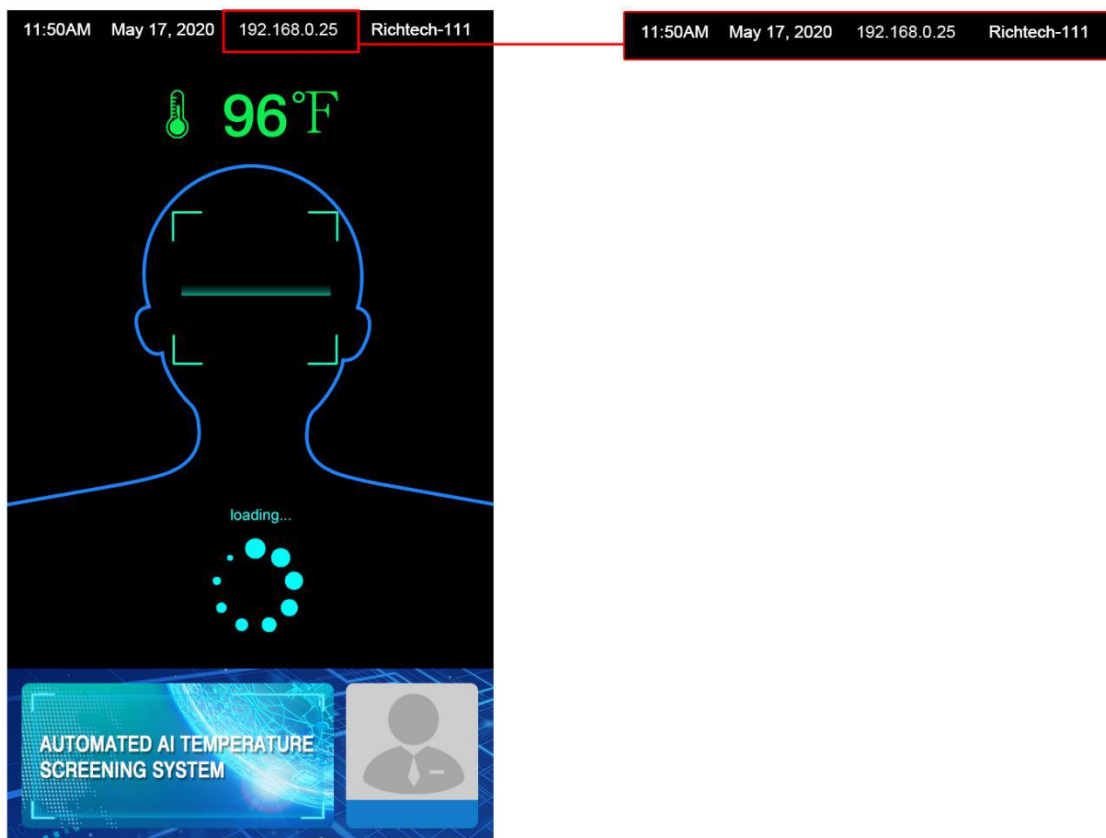 11:50AM May 17, 2020 192.168.0.25 Richtech-111
11:50AM May 17, 2020 192.168.0.25 Richtech-111
96°F
loading...
AUTOMATED AI TEMPERATURE
SCREENING SYSTEM